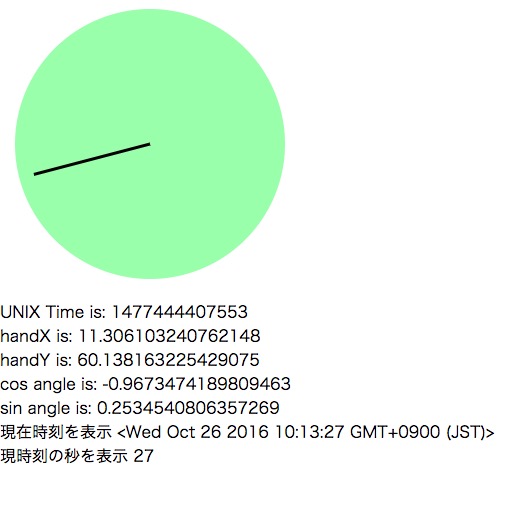 UNIX Time is: 1477444407553
handX is: 11.306103240762148
handY is: 60.138163225429075
cos angle is: -0.9673474189809463
sin angle is: 0.2534540806357269
現在時刻を表示 <Wed Oct 26 2016 10:13:27 GMT+0900 (JST)>
現時刻の秒を表示 27